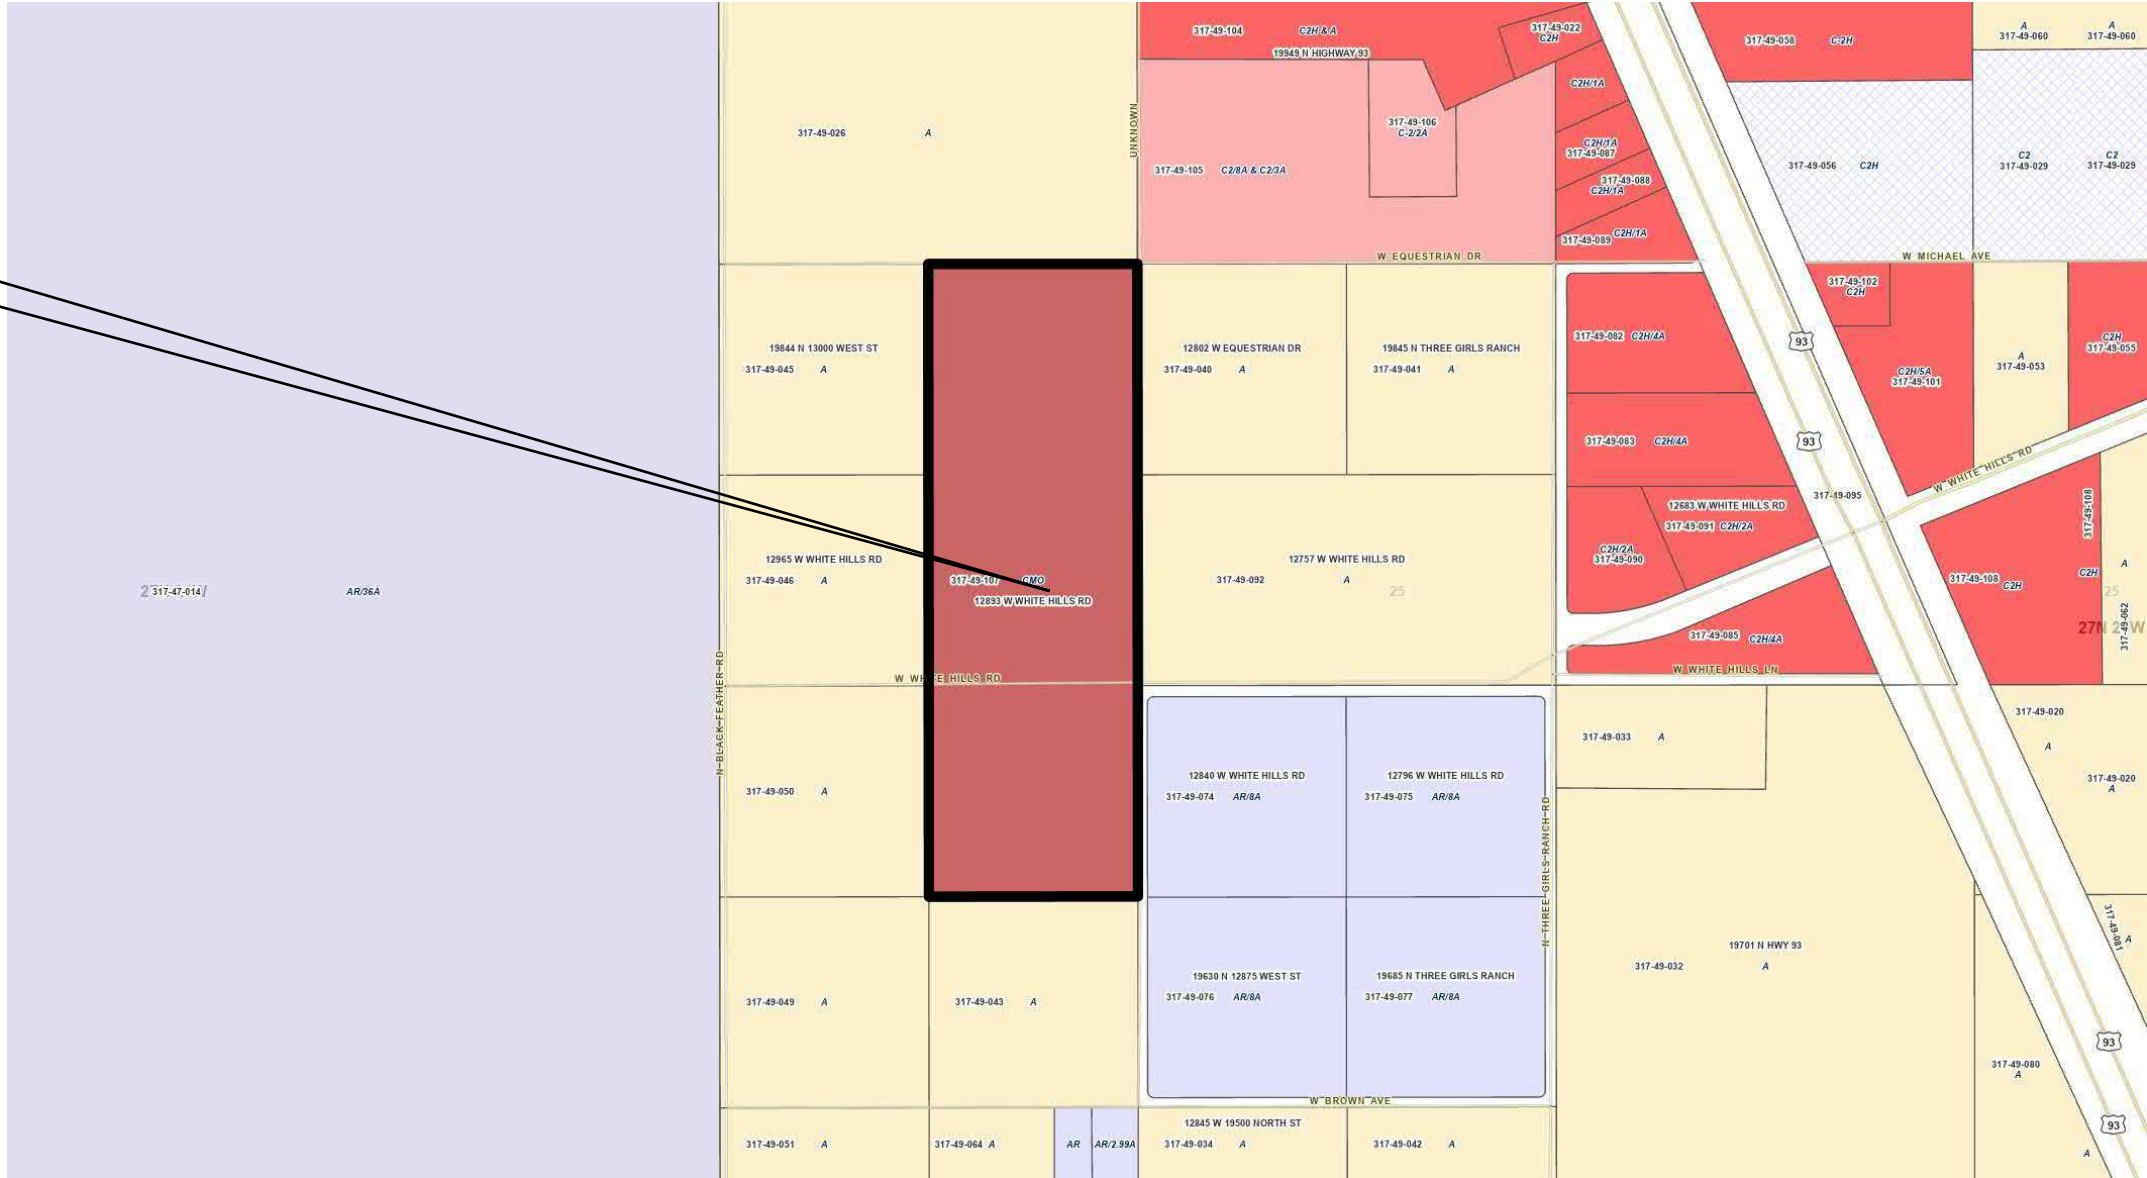 317-49-104 C2H & A
19949 N HIGHWAY 93
317-49-022
C2H
317-49-058 C-2H
A
317-49-060
A
317-49-060
C2H/1A
317-49-026 A
UNKNOWN
317-49-106
C-2/2A
317-49-105 C2/8A & C2/3A
C2H/1A
317-49-087
317-49-088
C2H/1A
317-49-089 C2H/1A
317-49-056 C2H
C2
317-49-029
C2
317-49-029
W EQUESTRIAN DR
W MICHAEL AVE
19844 N 13000 WEST ST
317-49-045 A
12802 W EQUESTRIAN DR
317-49-040 A
19845 N THREE GIRLS RANCH
317-49-041 A
317-49-082 C2H/4A
317-49-102
C2H
93
C2H/5A
317-49-101
A
317-49-053
C2H
317-49-055
317-49-083 C2H/4A
93
W WHITE HILLS RD
317-49-095
12683 W WHITE HILLS RD
317-49-091 C2H/2A
C2H/2A
317-49-090
317-49-108
12965 W WHITE HILLS RD
317-49-046 A
317-49-107 CMO
12893 W WHITE HILLS RD
12757 W WHITE HILLS RD
317-49-092 A
25
317-47-014
AR/36A
317-49-108 C2H
C2H
A
25
317-49-062
27N
317-49-085 C2H/4A
W WHITE HILLS LN
W WHITE HILLS RD
N BLACK FEATHER RD
317-49-050 A
12840 W WHITE HILLS RD
317-49-074 AR/8A
12796 W WHITE HILLS RD
317-49-075 AR/8A
317-49-033 A
317-49-020
A
317-49-020
A
N THREE GIRLS RANCH RD
317-49-081
A
19701 N HWY 93
317-49-032 A
317-49-049 A
317-49-043 A
19630 N 12875 WEST ST
317-49-076 AR/8A
19685 N THREE GIRLS RANCH
317-49-077 AR/8A
93
317-49-080
A
W BROWN AVE
317-49-051 A
317-49-064 A
AR
AR/2.99A
12845 W 19500 NORTH ST
317-49-034 A
317-49-042 A
93
A